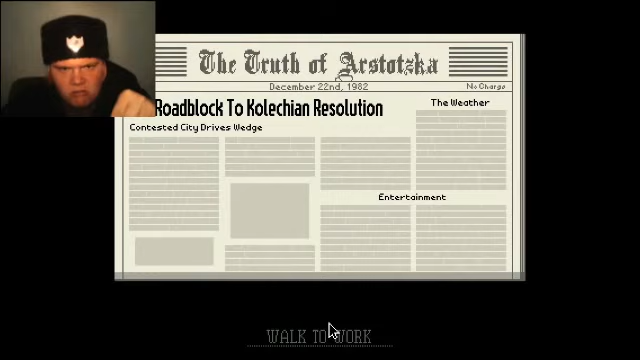 The Truth of Arstotzka
December 22nd, 1982
No Charge
Roadblock To Kolechian Resolution
The Weather
Contested City Drives Wedge
Entertainment
WALK TO WORK